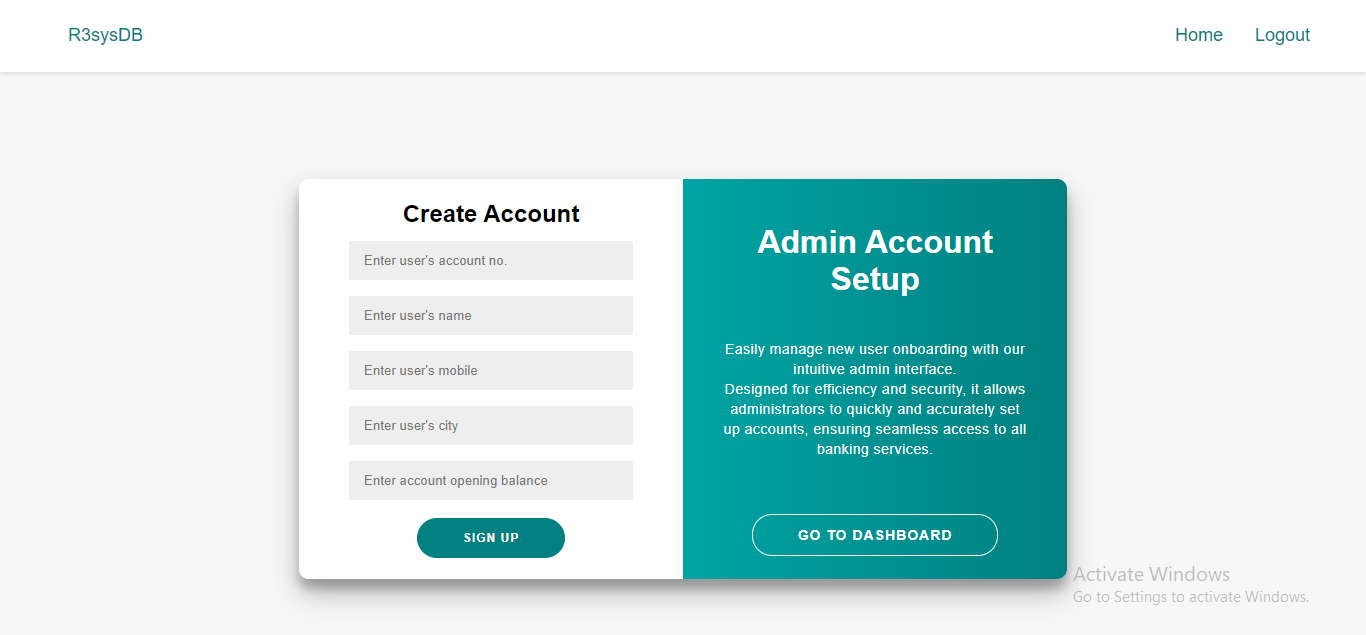 R3sysDB
Home
Logout
Create Account
Enter user's account no.
Enter user's name
Enter user's mobile
Enter user's city
Enter account opening balance
SIGN UP
Admin Account
Setup
Easily manage new user onboarding with our
intuitive admin interface.
Designed for efficiency and security, it allows
administrators to quickly and accurately set
up accounts, ensuring seamless access to all
banking services.
GO TO DASHBOARD
Activate Windows
Go to Settings to activate Windows.